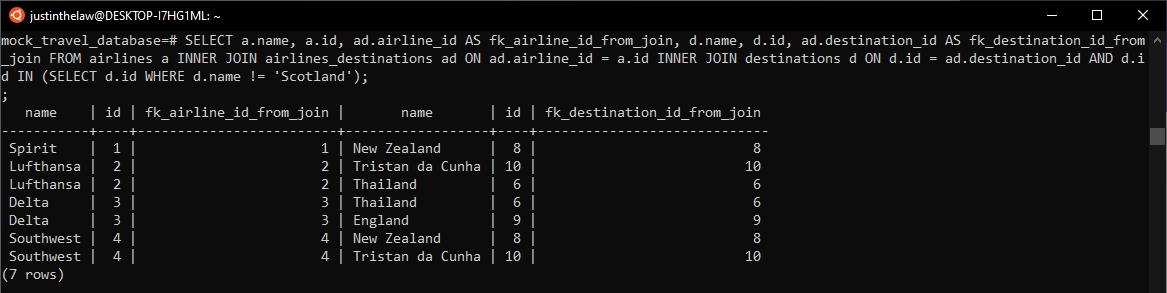 justinthelaw@DESKTOP-I7HG1ML: ~
mock_travel_database=# SELECT a.name, a.id, ad.airline_id AS fk_airline_id_from_join, d.name, d.id, ad.destination_id AS fk_destination_id_from
_join FROM airlines a INNER JOIN airlines_destinations ad ON ad.airline_id = a.id INNER JOIN destinations d ON d.id = ad.destination_id AND d.i
d IN (SELECT d.id WHERE d.name != 'Scotland');
;
   name    | id | fk_airline_id_from_join |       name       | id | fk_destination_id_from_join
-----------+----+-------------------------+------------------+----+-----------------------------
 Spirit    |  1 |                       1 | New Zealand      |  8 |                           8
 Lufthansa |  2 |                       2 | Tristan da Cunha | 10 |                          10
 Lufthansa |  2 |                       2 | Thailand         |  6 |                           6
 Delta     |  3 |                       3 | Thailand         |  6 |                           6
 Delta     |  3 |                       3 | England          |  9 |                           9
 Southwest |  4 |                       4 | New Zealand      |  8 |                           8
 Southwest |  4 |                       4 | Tristan da Cunha | 10 |                          10
(7 rows)